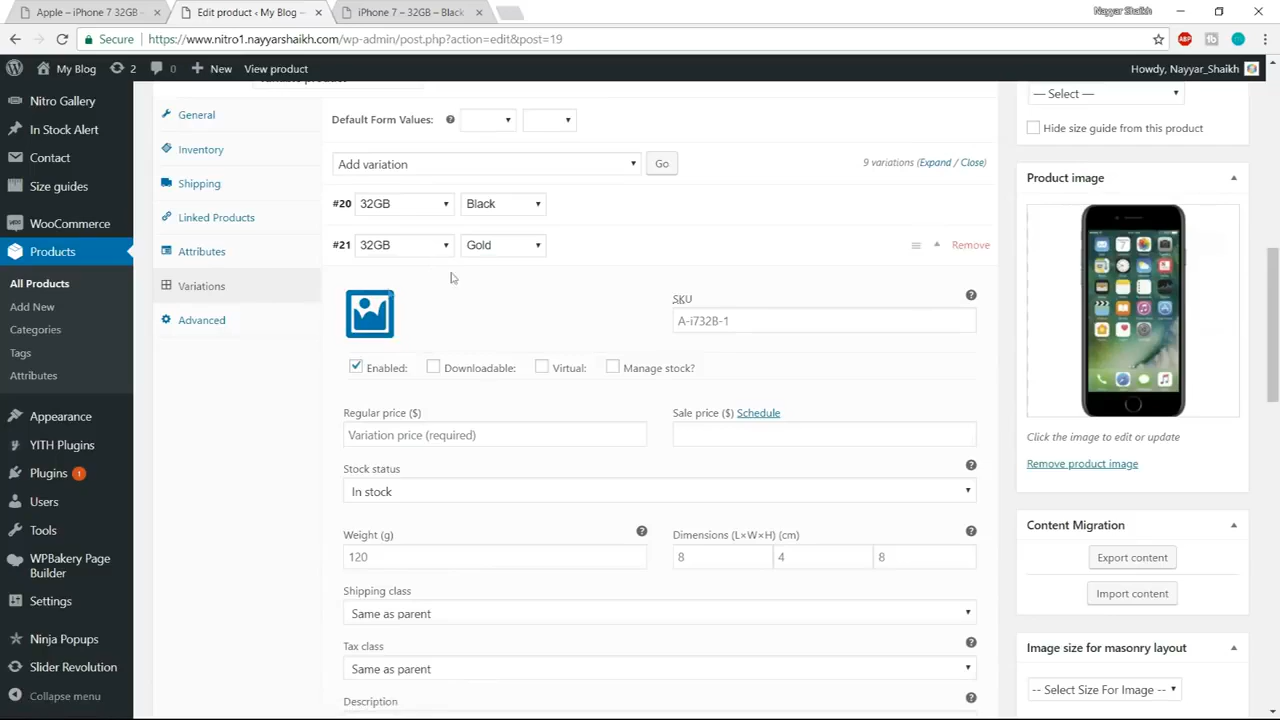 Apple – iPhone 7 32GB -
Edit product ‹ My Blog –
iPhone 7 – 32GB – Black
Nayyar Shaikh
Secure
https://www.nitro1.nayyarshaikh.com/wp-admin/post.php?action=edit&post=19
ABP
My Blog
2
0
New
View product
Howdy, Nayyar_Shaikh
Nitro Gallery
In Stock Alert
Contact
Size guides
WooCommerce
Products
All Products
Add New
Categories
Tags
Attributes
Appearance
YITH Plugins
Plugins 1
Users
Tools
WPBakery Page
Builder
Settings
Ninja Popups
Slider Revolution
Collapse menu
General
Inventory
Shipping
Linked Products
Attributes
Variations
Advanced
Default Form Values:
Add variation
Go
9 variations (Expand / Close)
#20 32GB Black
#21 32GB Gold
Remove
SKU
A-i732B-1
Enabled: Downloadable: Virtual: Manage stock?
Regular price ($)
Sale price ($) Schedule
Variation price (required)
Stock status
In stock
Weight (g)
Dimensions (L×W×H) (cm)
120
8 4 8
Shipping class
Same as parent
Tax class
Same as parent
Description
— Select —
Hide size guide from this product
Product image
Click the image to edit or update
Remove product image
Content Migration
Export content
Import content
Image size for masonry layout
-- Select Size For Image --